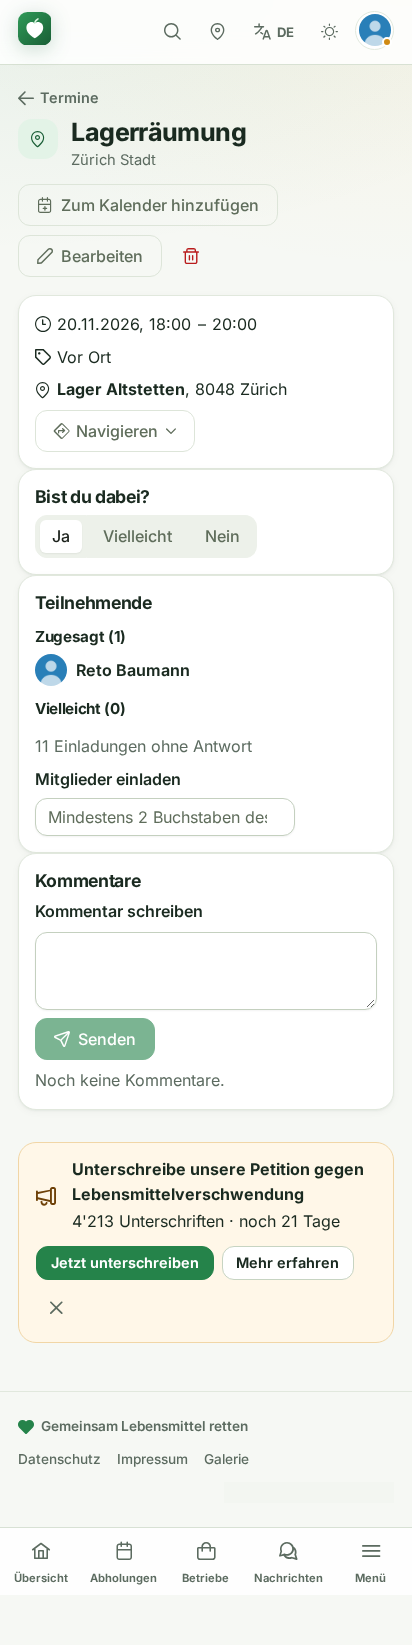 DE
Termine
Lagerräumung
Zürich Stadt
Zum Kalender hinzufügen
Bearbeiten
20.11.2026, 18:00 – 20:00
Vor Ort
Lager Altstetten, 8048 Zürich
Navigieren
Bist du dabei?
Ja Vielleicht Nein
Teilnehmende
Zugesagt (1)
Reto Baumann
Vielleicht (0)
11 Einladungen ohne Antwort
Mitglieder einladen
Mindestens 2 Buchstaben des
Kommentare
Kommentar schreiben
Senden
Noch keine Kommentare.
Unterschreibe unsere Petition gegen
Lebensmittelverschwendung
4'213 Unterschriften · noch 21 Tage
Jetzt unterschreiben Mehr erfahren
Gemeinsam Lebensmittel retten
Datenschutz Impressum Galerie
Übersicht Abholungen Betriebe Nachrichten Menü